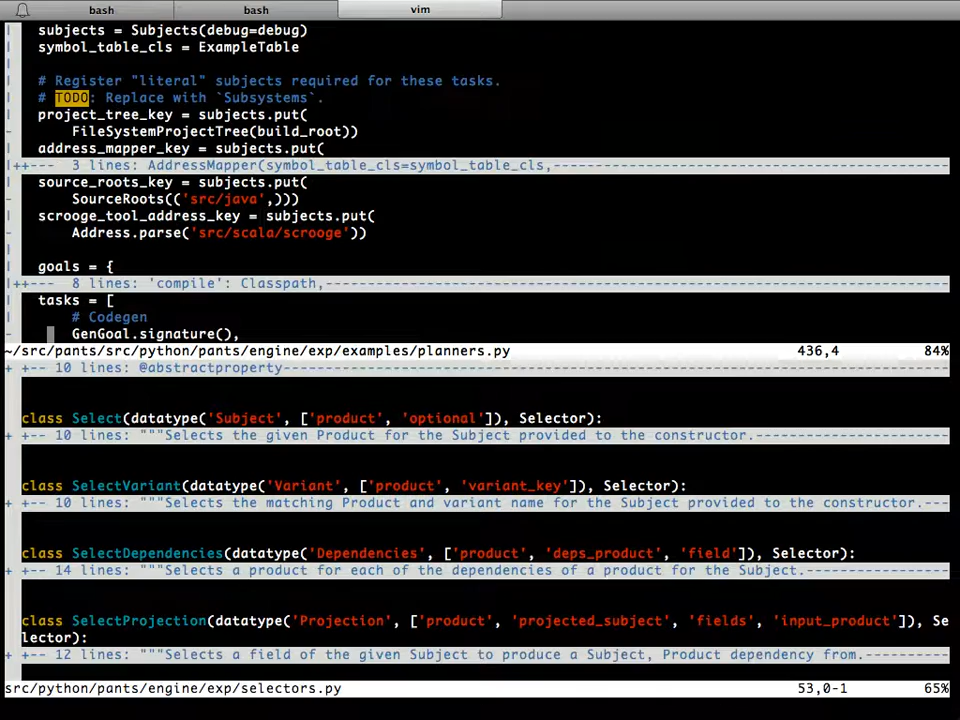 bash
bash
vim
subjects = Subjects(debug=debug)
symbol_table_cls = ExampleTable
# Register "literal" subjects required for these tasks.
# TODO: Replace with `Subsystems`.
project_tree_key = subjects.put(
FileSystemProjectTree(build_root))
address_mapper_key = subjects.put(
++--- 3 lines: AddressMapper(symbol_table_cls=symbol_table_cls,-----------------------------------------------
source_roots_key = subjects.put(
SourceRoots(('src/java',)))
scrooge_tool_address_key = subjects.put(
Address.parse('src/scala/scrooge'))
goals = {
++--- 8 lines: 'compile': Classpath,--------------------------------------------------------------------------
tasks = [
# Codegen
GenGoal.signature(),
~/src/pants/src/python/pants/engine/exp/examples/planners.py 436,4 84%
+ +-- 10 lines: @abstractproperty-------------------------------------------------------------------------------
class Select(datatype('Subject', ['product', 'optional']), Selector):
+ +-- 10 lines: """Selects the given Product for the Subject provided to the constructor.-----------------------
class SelectVariant(datatype('Variant', ['product', 'variant_key']), Selector):
+ +-- 10 lines: """Selects the matching Product and variant name for the Subject provided to the constructor.---
class SelectDependencies(datatype('Dependencies', ['product', 'deps_product', 'field']), Selector):
+ +-- 14 lines: """Selects a product for each of the dependencies of a product for the Subject.-----------------
class SelectProjection(datatype('Projection', ['product', 'projected_subject', 'fields', 'input_product']), Se
lector):
+ +-- 12 lines: """Selects a field of the given Subject to produce a Subject, Product dependency from.----------
src/python/pants/engine/exp/selectors.py 53,0-1 65%